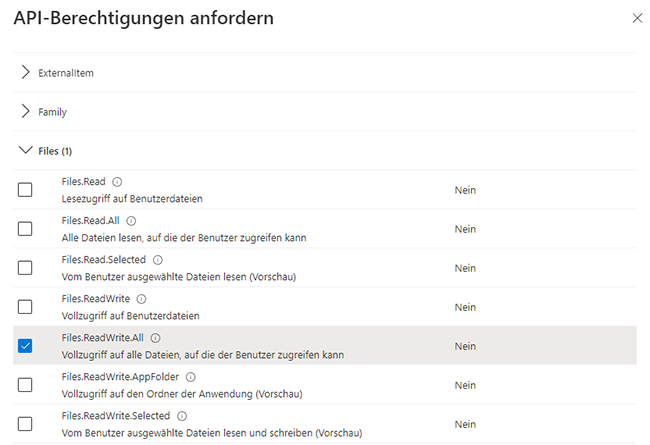 API-Berechtigungen anfordern
ExternalItem
Family
Files (1)
Files.Read
Lesezugriff auf Benutzerdateien
Nein
Files.Read.All
Alle Dateien lesen, auf die der Benutzer zugreifen kann
Nein
Files.Read.Selected
Vom Benutzer ausgewählte Dateien lesen (Vorschau)
Nein
Files.ReadWrite
Vollzugriff auf Benutzerdateien
Nein
Files.ReadWrite.All
Vollzugriff auf alle Dateien, auf die der Benutzer zugreifen kann
Nein
Files.ReadWrite.AppFolder
Vollzugriff auf den Ordner der Anwendung (Vorschau)
Nein
Files.ReadWrite.Selected
Vom Benutzer ausgewählte Dateien lesen und schreiben (Vorschau)
Nein